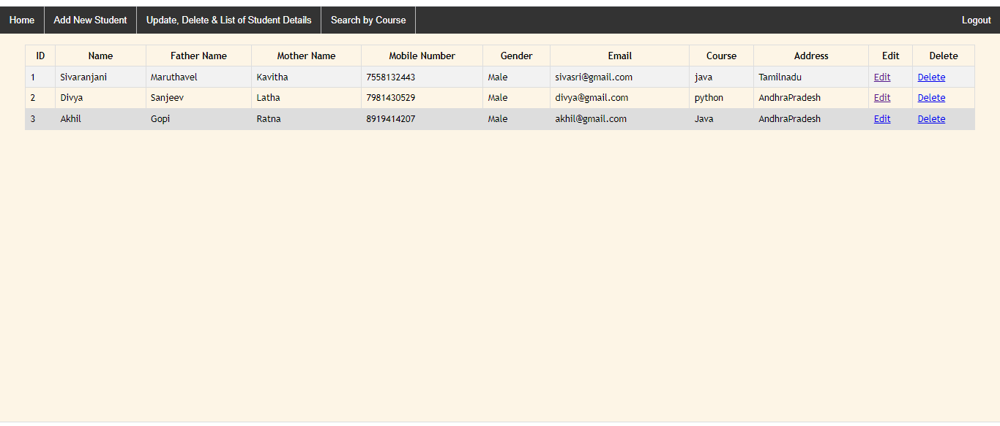 Home Add New Student Update, Delete & List of Student Details Search by Course Logout
ID Name Father Name Mother Name Mobile Number Gender Email Course Address Edit Delete
1 Sivaranjani Maruthavel Kavitha 7558132443 Male sivasri@gmail.com java Tamilnadu Edit Delete
2 Divya Sanjeev Latha 7981430529 Male divya@gmail.com python AndhraPradesh Edit Delete
3 Akhil Gopi Ratna 8919414207 Male akhil@gmail.com Java AndhraPradesh Edit Delete